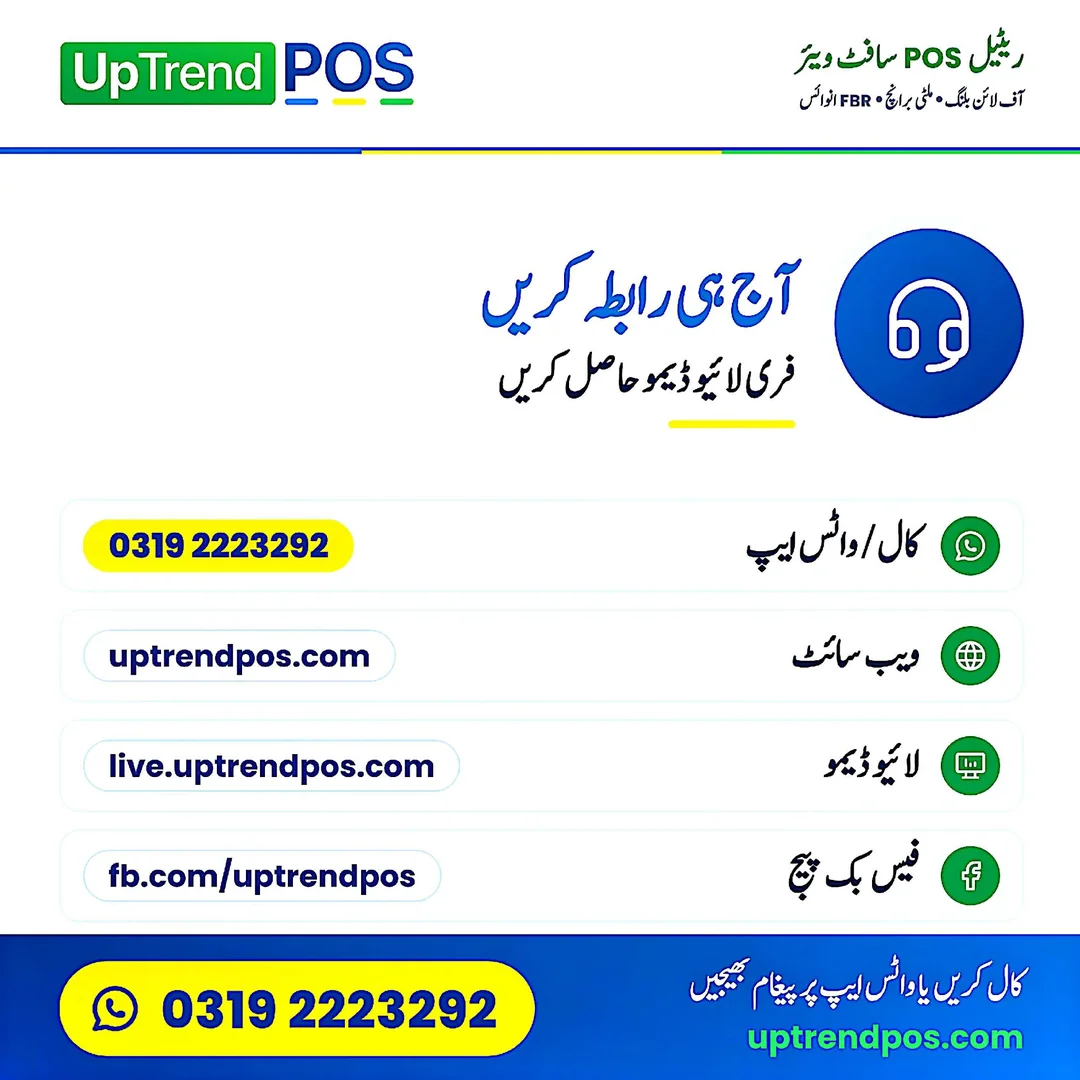 UpTrend POS
ریٹیل POS سافٹ ویئر
آف لائن بلنگ • ملٹی برانچ • FBR انوائس
آج ہی رابطہ کریں
فری لائیو ڈیمو حاصل کریں
کال / واٹس ایپ 0319 2223292
ویب سائٹ uptrendpos.com
لائیو ڈیمو live.uptrendpos.com
فیس بک پیج fb.com/uptrendpos
کال کریں یا واٹس ایپ پر پیغام بھیجیں
0319 2223292
uptrendpos.com